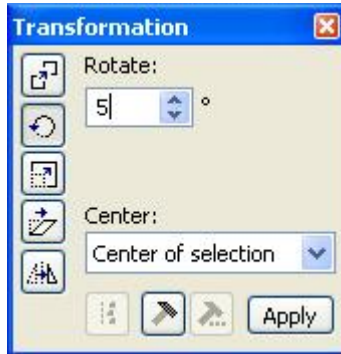 Transformation
Rotate:
5 °
Center:
Center of selection
Apply